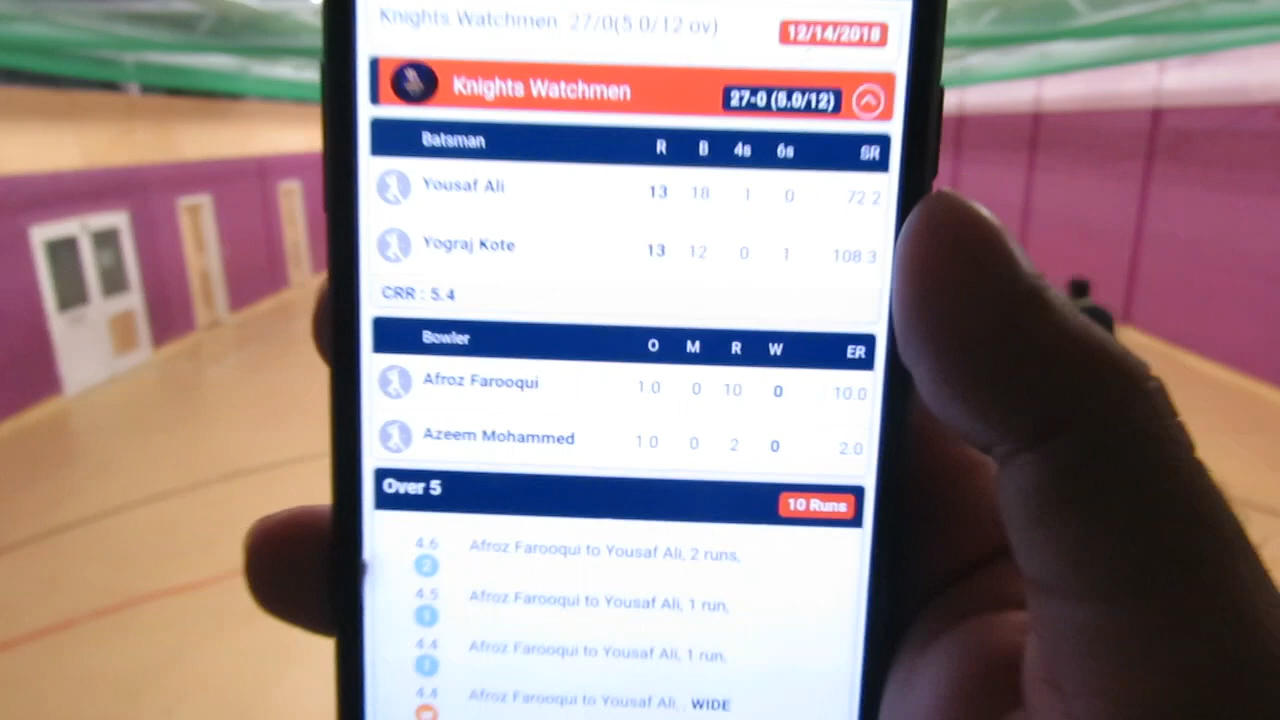 Knights Watchmen 27/0(5.0/12 ov) 12/14/2018
Knights Watchmen 27-0 (5.0/12)
Batsman R B 4s 6s SR
Yousaf Ali 13 18 1 0 72.2
Yograj Kote 13 12 0 1 108.3
CRR : 5.4
Bowler O M R W ER
Afroz Farooqui 1.0 0 10 0 10.0
Azeem Mohammed 1.0 0 2 0 2.0
Over 5 10 Runs
4.6 Afroz Farooqui to Yousaf Ali, 2 runs,
2
4.5 Afroz Farooqui to Yousaf Ali, 1 run,
1
4.4 Afroz Farooqui to Yousaf Ali, 1 run,
1
4.4 Afroz Farooqui to Yousaf Ali, , WIDE